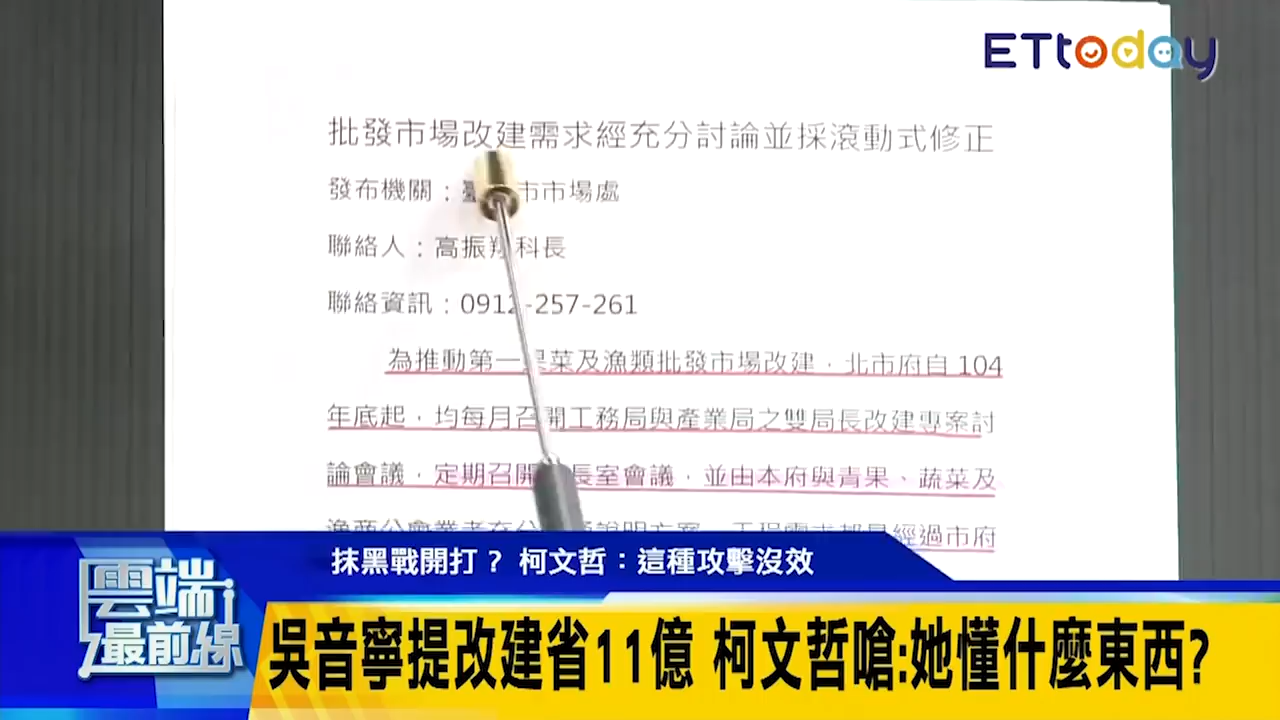 ETtoday
批發市場改建需求經充分討論並採滾動式修正
發布機關：市市場處
聯絡人：高振翔科長
聯絡資訊：0912-257-261
為推動第一果菜及漁類批發市場改建，北市府自 104
年底起，均每月召開工務局與產業局之雙局長改建專案討
論會議，定期召開長室會議，並由本府與青果、蔬菜及
經過市府
抹黑戰開打？ 柯文哲：這種攻擊沒效
雲端最前線
吳音寧提改建省11億 柯文哲嗆:她懂什麼東西?